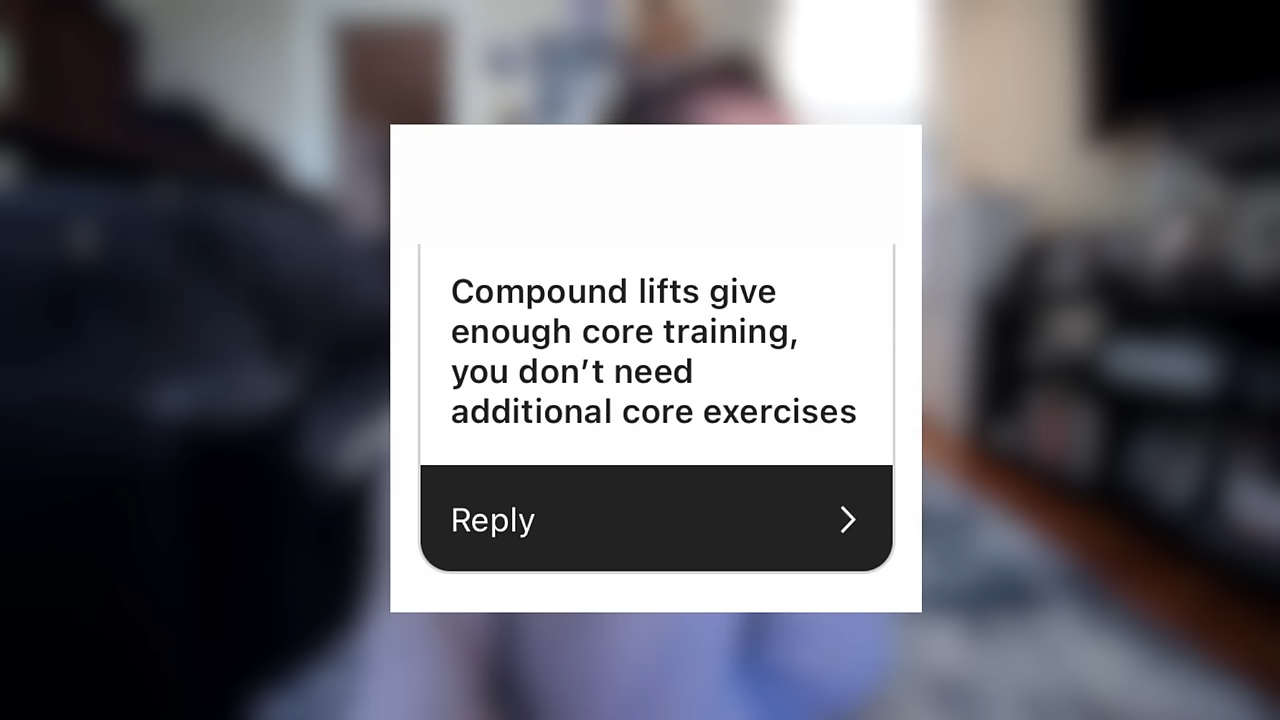 Compound lifts give
enough core training,
you don’t need
additional core exercises
Reply